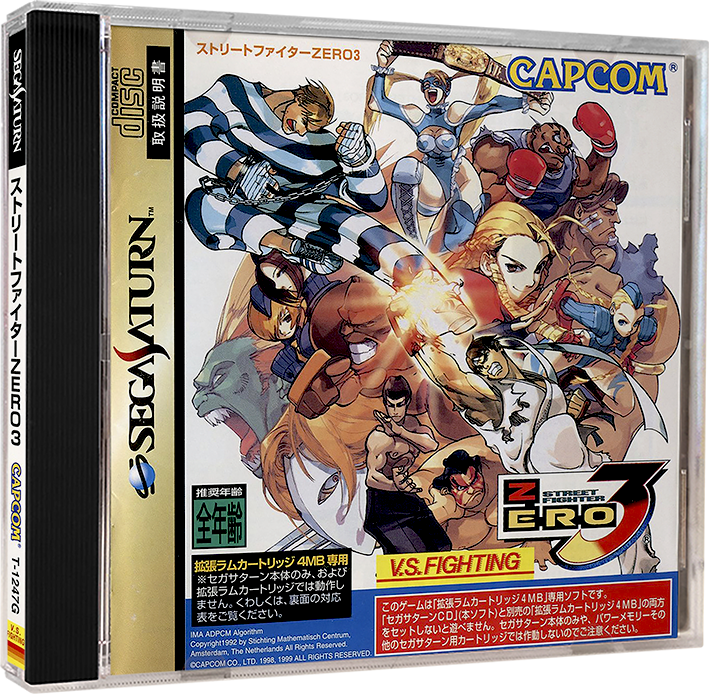 SEGASATURN
ストリートファイターZERO3
CAPCOM®
T-1247G
V.S.
FIGHTING
COMPACT
disc
取扱説明書
SEGASATURN™
ストリートファイターZERO3
CAPCOM®
ZERO3
STREET
FIGHTER
V.S. FIGHTING
推奨年齢
全年齢
拡張ラムカートリッジ4MB専用
※セガサターン本体のみ、および
拡張ラムカートリッジでは動作し
ません。くわしくは、裏面の対応
表をご覧ください。
IMA ADPCM Algorithm
Copyright1992 by Stichting Mathematisch Centrum,
Amsterdam, The Netherlands All Rights Reserved.
©CAPCOM CO., LTD. 1998, 1999 ALL RIGHTS RESERVED.
このゲームは「拡張ラムカートリッジ4MB」専用ソフトです。
「セガサターンCD」(本ソフト)と別売の「拡張ラムカートリッジ4MB」の両方
をセットしないと遊べません。セガサターン本体のみや、パワーメモリーその
他のセガサターン用カートリッジでは作動しないのでご注意ください。